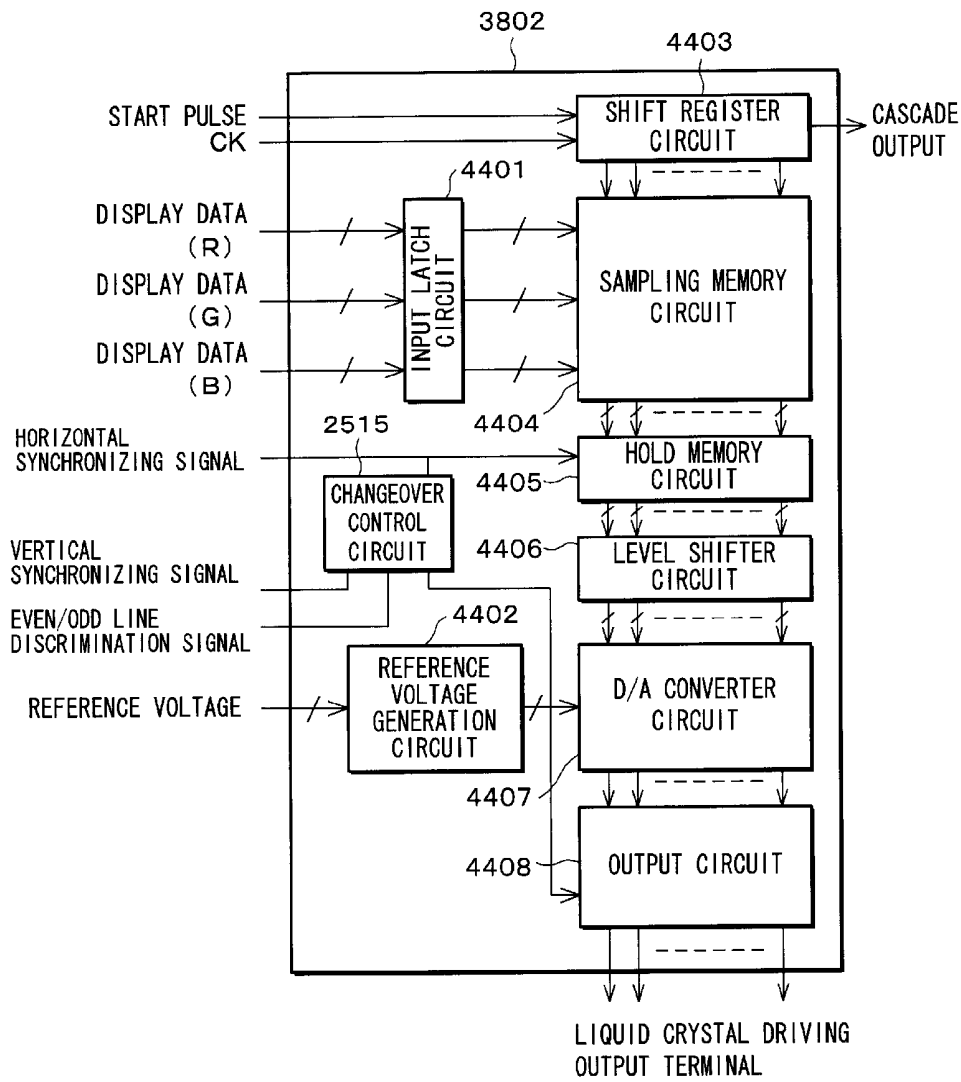 3802
4403
START PULSE
CK
SHIFT REGISTER
CIRCUIT
CASCADE
OUTPUT
4401
DISPLAY DATA
(R)
DISPLAY DATA
(G)
DISPLAY DATA
(B)
INPUT LATCH
CIRCUIT
SAMPLING MEMORY
CIRCUIT
4404
HORIZONTAL
SYNCHRONIZING SIGNAL
2515
CHANGEOVER
CONTROL
CIRCUIT
HOLD MEMORY
CIRCUIT
4405
4406
LEVEL SHIFTER
CIRCUIT
VERTICAL
SYNCHRONIZING SIGNAL
EVEN/ODD LINE
DISCRIMINATION SIGNAL
4402
REFERENCE VOLTAGE
REFERENCE
VOLTAGE
GENERATION
CIRCUIT
D/A CONVERTER
CIRCUIT
4407
4408
OUTPUT CIRCUIT
LIQUID CRYSTAL DRIVING
OUTPUT TERMINAL